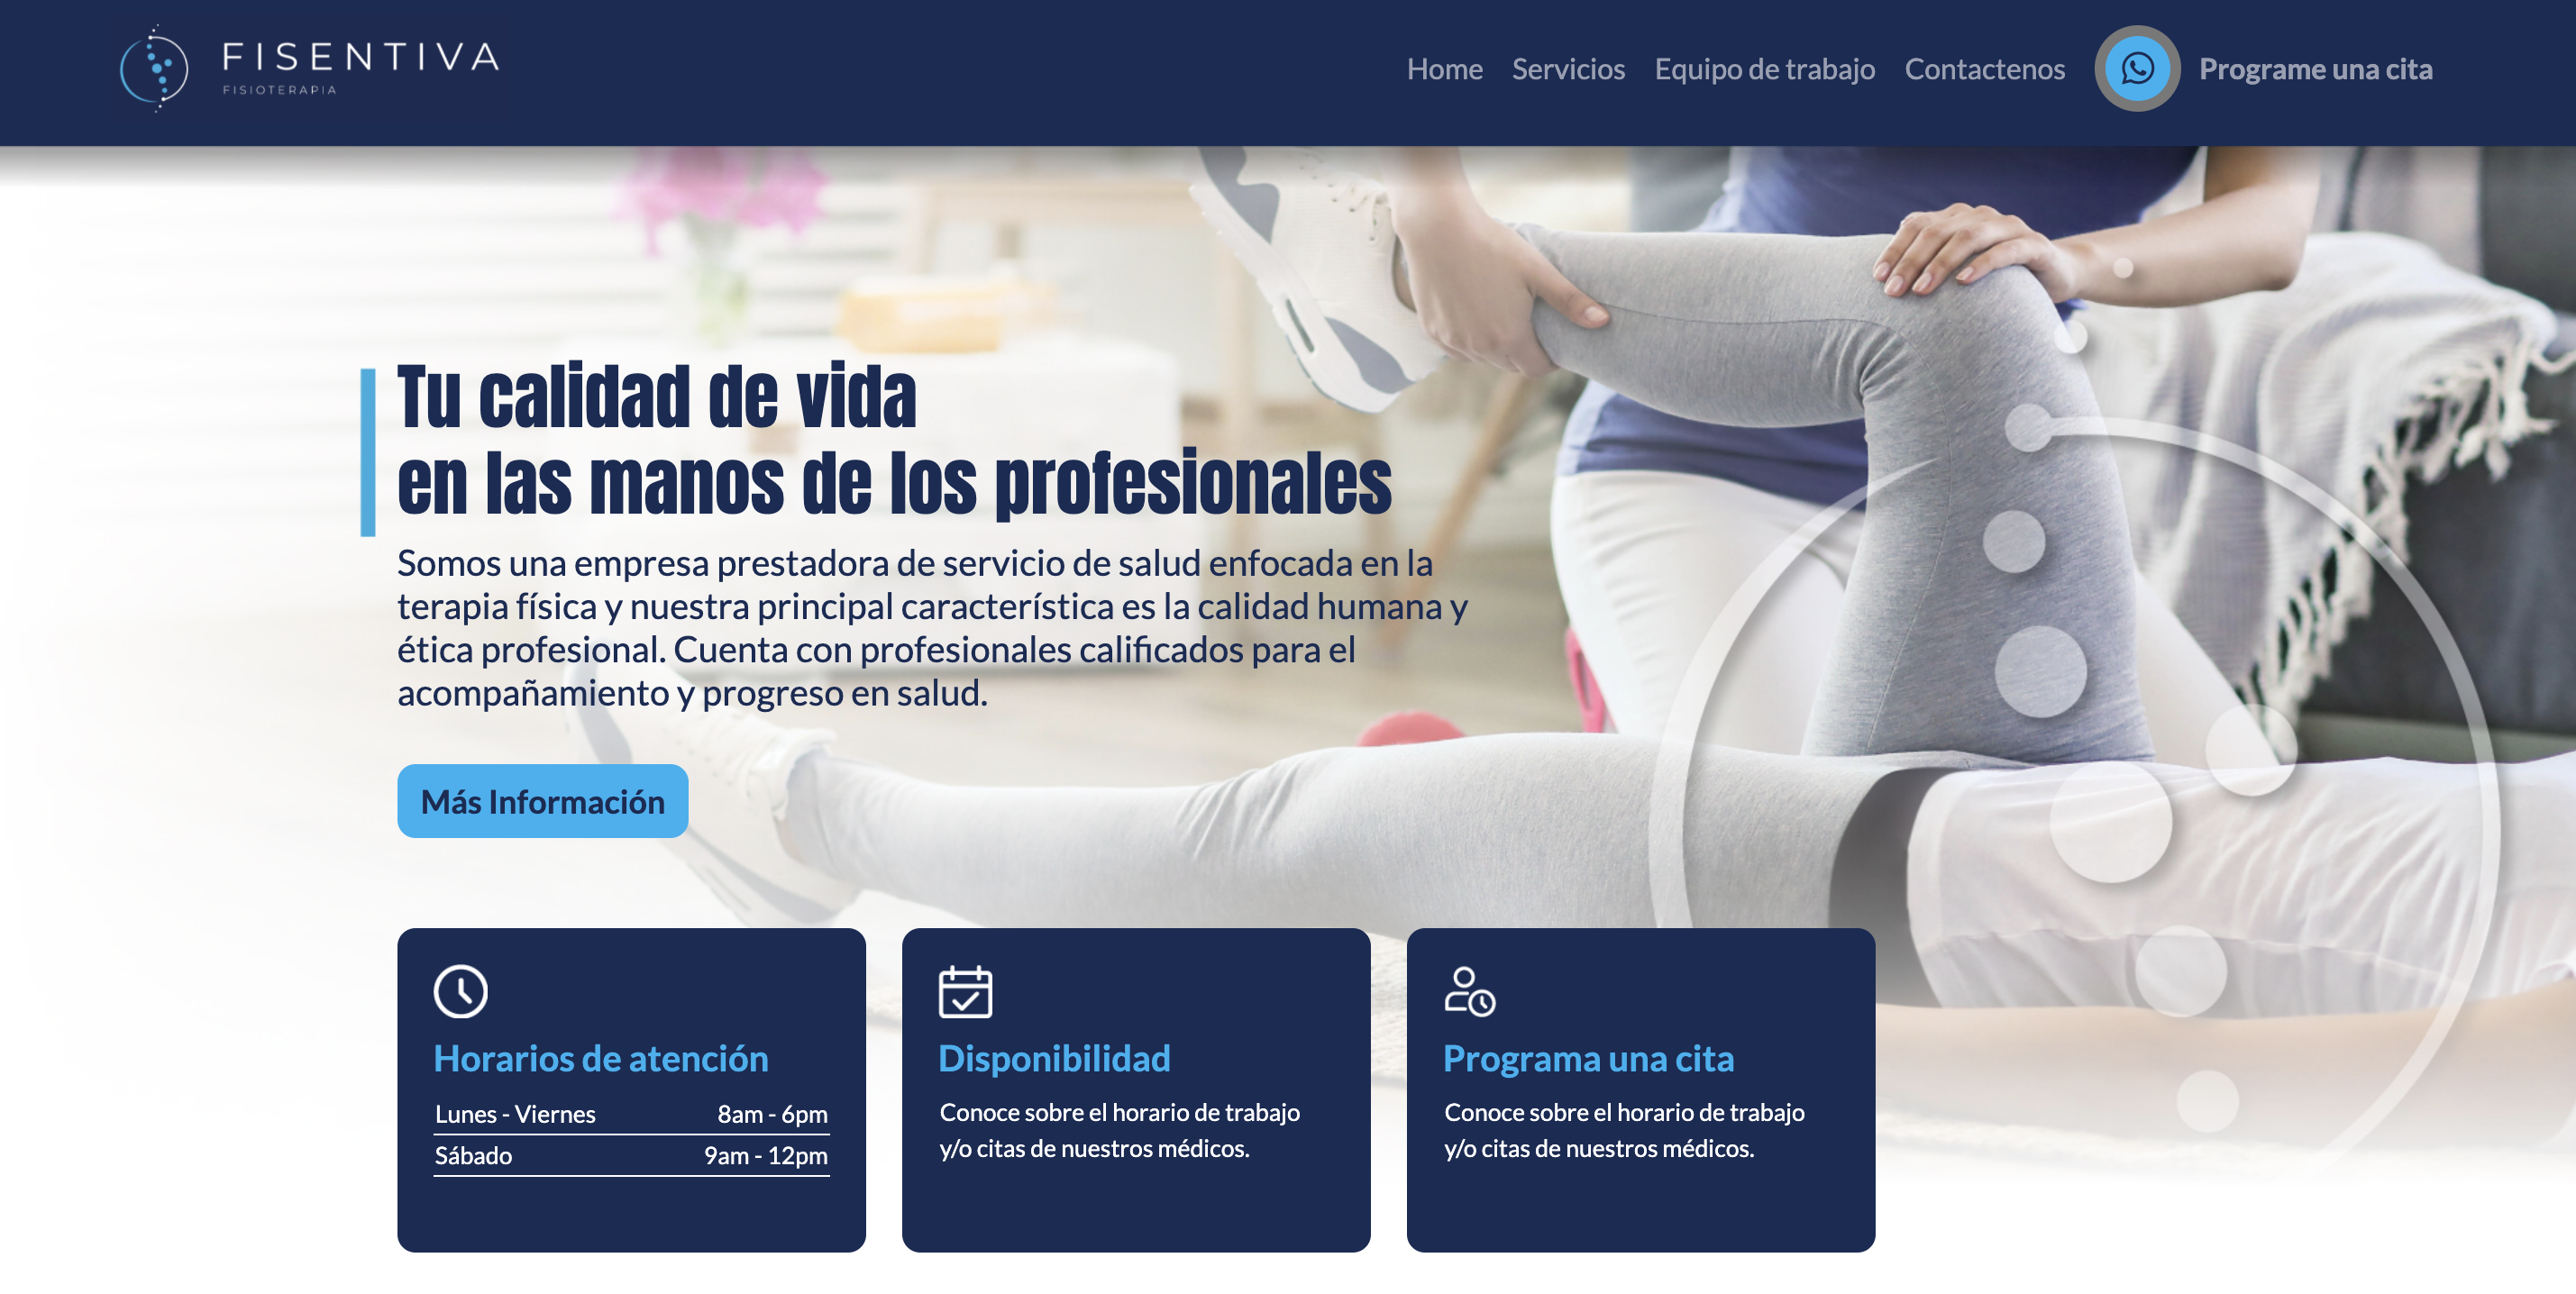 FISENTIVA
FISIOTERAPIA
Home
Servicios
Equipo de trabajo
Contactenos
Programe una cita
Tu calidad de vida
en las manos de los profesionales
Somos una empresa prestadora de servicio de salud enfocada en la
terapia física y nuestra principal característica es la calidad humana y
ética profesional. Cuenta con profesionales calificados para el
acompañamiento y progreso en salud.
Más Información
Horarios de atención
Lunes - Viernes 8am - 6pm
Sábado 9am - 12pm
Disponibilidad
Conoce sobre el horario de trabajo
y/o citas de nuestros médicos.
Programa una cita
Conoce sobre el horario de trabajo
y/o citas de nuestros médicos.